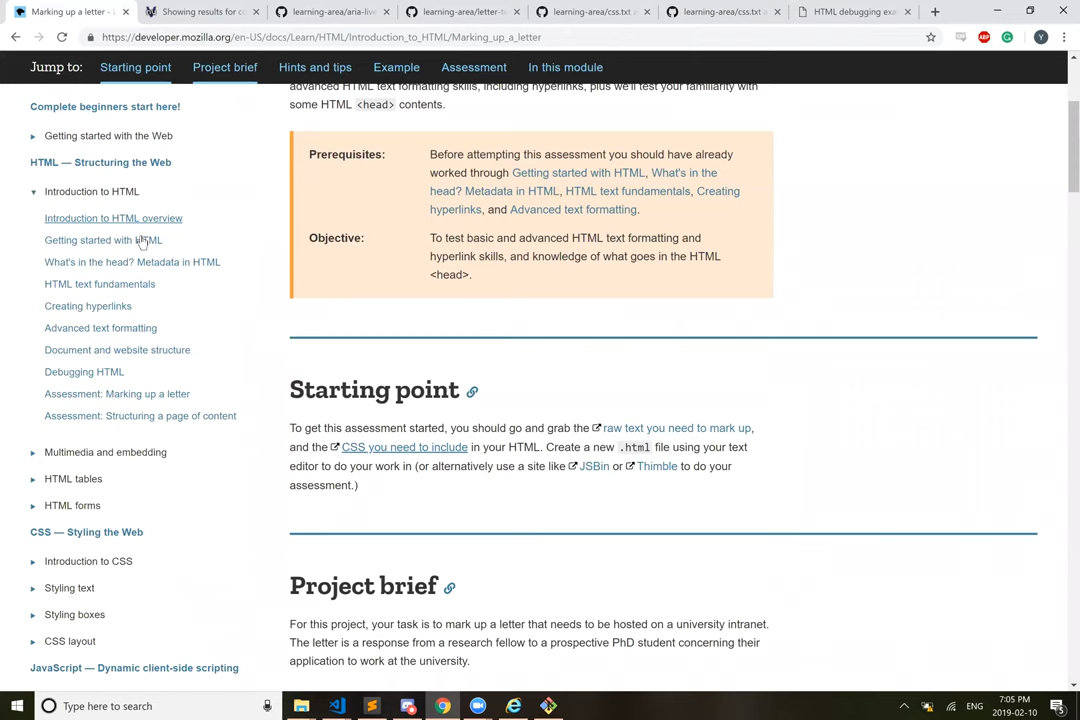 Marking up a letter - L
Showing results for cc
learning-area/aria-live
learning-area/letter-te
learning-area/css.txt a
learning-area/css.txt at
HTML debugging exa
https://developer.mozilla.org/en-US/docs/Learn/HTML/Introduction_to_HTML/Marking_up_a_letter
ABP
Y
Jump to: Starting point Project brief Hints and tips Example Assessment In this module
Complete beginners start here!
Getting started with the Web
HTML — Structuring the Web
Introduction to HTML
Introduction to HTML overview
Getting started with HTML
What's in the head? Metadata in HTML
HTML text fundamentals
Creating hyperlinks
Advanced text formatting
Document and website structure
Debugging HTML
Assessment: Marking up a letter
Assessment: Structuring a page of content
Multimedia and embedding
HTML tables
HTML forms
CSS — Styling the Web
Introduction to CSS
Styling text
Styling boxes
CSS layout
JavaScript — Dynamic client-side scripting
advanced HTML text formatting skills, including hyperlinks, plus we'll test your familiarity with
some HTML <head> contents.
Prerequisites: Before attempting this assessment you should have already
worked through Getting started with HTML, What's in the
head? Metadata in HTML, HTML text fundamentals, Creating
hyperlinks, and Advanced text formatting.
Objective: To test basic and advanced HTML text formatting and
hyperlink skills, and knowledge of what goes in the HTML
<head>.
Starting point
To get this assessment started, you should go and grab the raw text you need to mark up,
and the CSS you need to include in your HTML. Create a new .html file using your text
editor to do your work in (or alternatively use a site like JSBin or Thimble to do your
assessment.)
Project brief
For this project, your task is to mark up a letter that needs to be hosted on a university intranet.
The letter is a response from a research fellow to a prospective PhD student concerning their
application to work at the university.
Type here to search
ENG
7:05 PM
2019-02-10
5